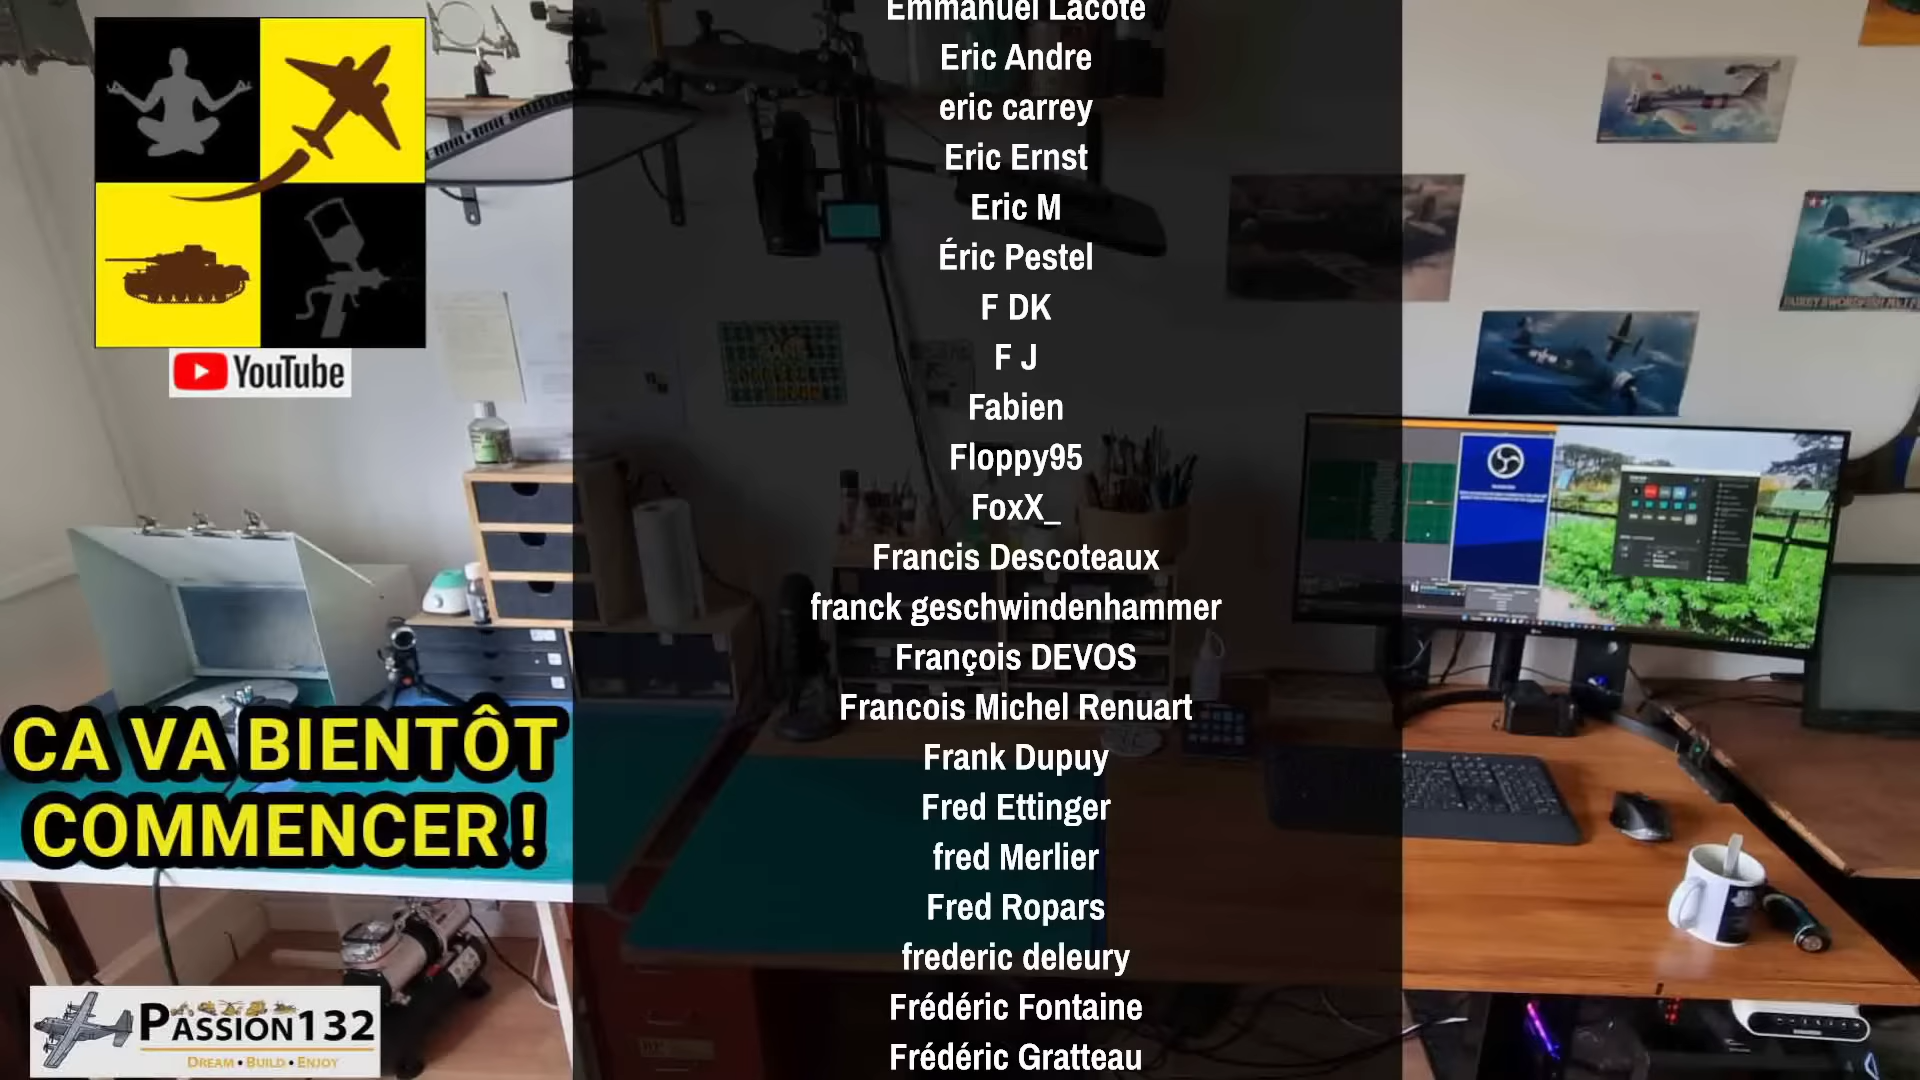 YouTube
CA VA BIENTÔT
COMMENCER !
PASSION132
DREAM • BUILD • ENJOY
Emmanuel Lacote
Eric Andre
eric carrey
Eric Ernst
Eric M
Éric Pestel
F DK
F J
Fabien
Floppy95
FoxX_
Francis Descoteaux
franck geschwindenhammer
François DEVOS
Francois Michel Renuart
Frank Dupuy
Fred Ettinger
fred Merlier
Fred Ropars
frederic deleury
Frédéric Fontaine
Frédéric Gratteau